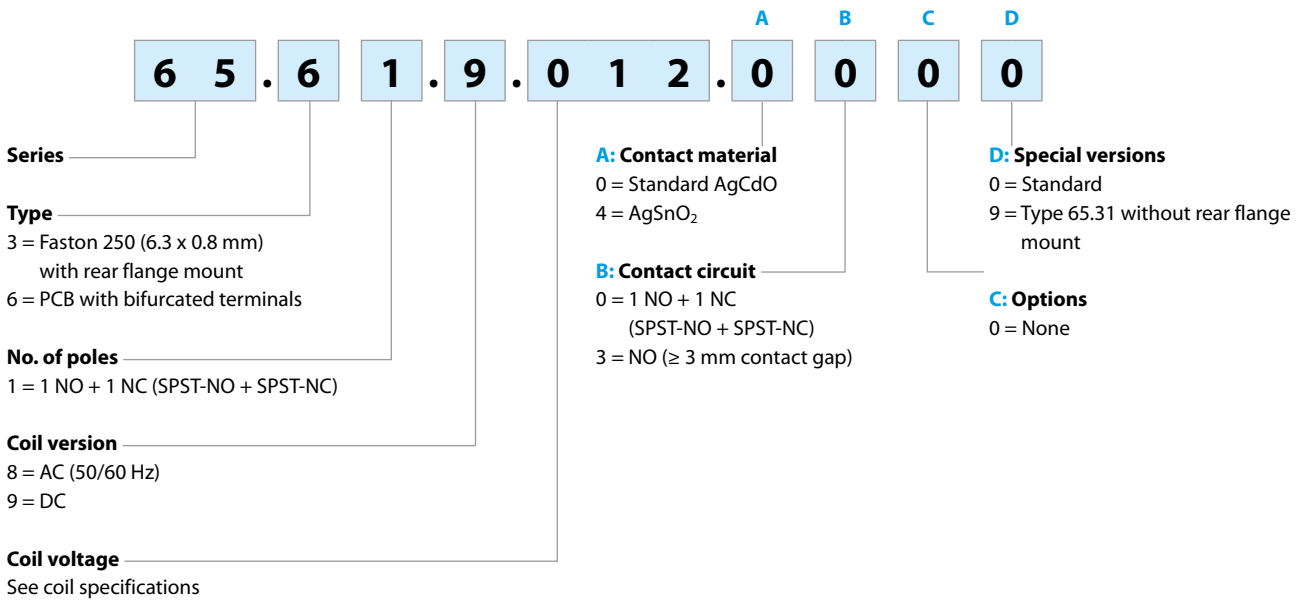 A B C D
6 5 . 6 1 . 9 . 0 1 2 . 0 0 0 0
Series
Type
3 = Faston 250 (6.3 x 0.8 mm)
with rear flange mount
6 = PCB with bifurcated terminals
No. of poles
1 = 1 NO + 1 NC (SPST-NO + SPST-NC)
Coil version
8 = AC (50/60 Hz)
9 = DC
Coil voltage
See coil specifications
A: Contact material
0 = Standard AgCdO
4 = AgSnO₂
B: Contact circuit
0 = 1 NO + 1 NC
(SPST-NO + SPST-NC)
3 = NO (≥ 3 mm contact gap)
D: Special versions
0 = Standard
9 = Type 65.31 without rear flange
mount
C: Options
0 = None